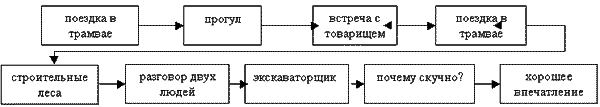 поездка в
трамвае
прогул
встреча с
товарищем
поездка в
трамвае
строительные
леса
разговор двух
людей
экскаваторщик
почему скучно?
хорошее
впечатление